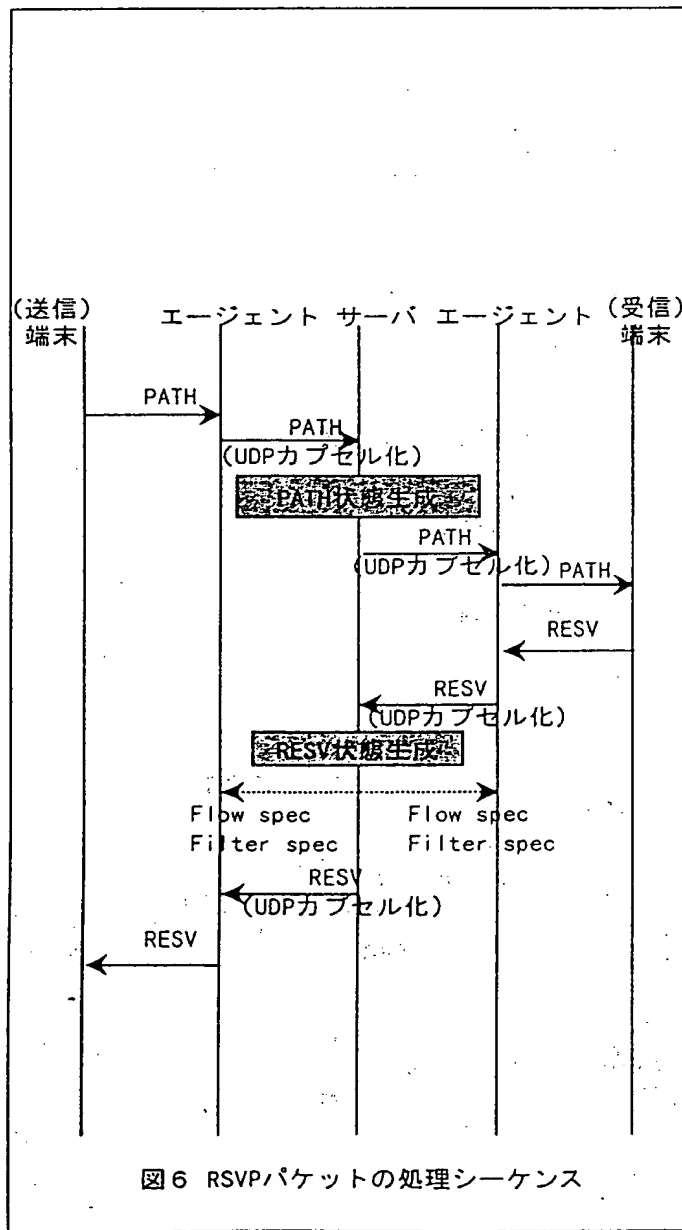 (送信) エージェント サーバ エージェント (受信)
端末 端末
PATH
PATH
(UDPカプセル化)
PATH状態生成
PATH
(UDPカプセル化) PATH
RESV
RESV
(UDPカプセル化)
RESV状態生成
Flow spec Flow spec
Filter spec Filter spec
RESV
(UDPカプセル化)
RESV
図6 RSVPパケットの処理シーケンス